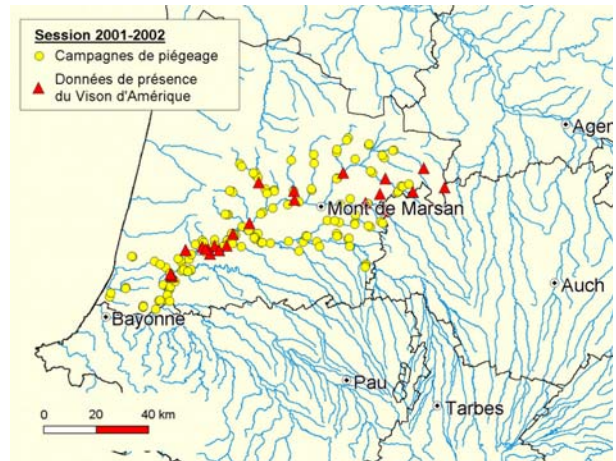 Session 2001-2002
Campagnes de piégeage
Données de présence
du Vison d'Amérique
Agen
Mont de Marsan
Auch
Bayonne
Pau
Tarbes
0 20 40 km